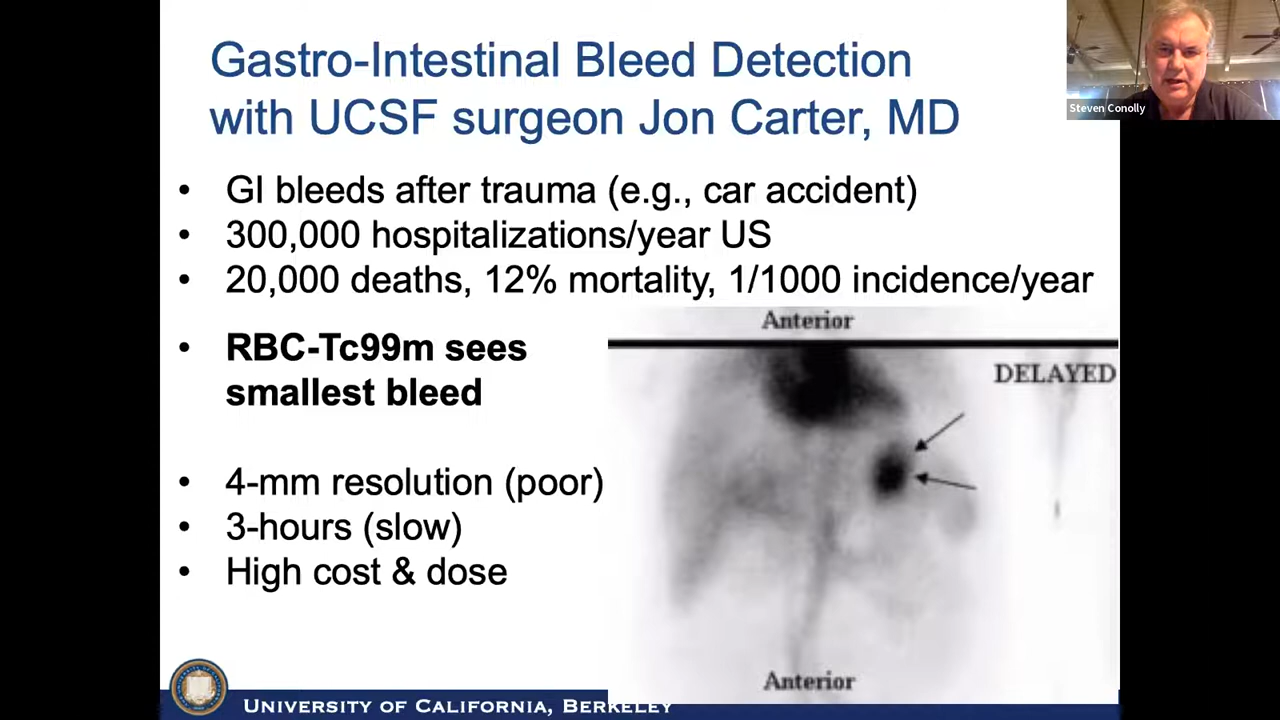 Gastro-Intestinal Bleed Detection
with UCSF surgeon Jon Carter, MD
Steven Conolly
• GI bleeds after trauma (e.g., car accident)
• 300,000 hospitalizations/year US
• 20,000 deaths, 12% mortality, 1/1000 incidence/year
• RBC-Tc99m sees
smallest bleed
• 4-mm resolution (poor)
• 3-hours (slow)
• High cost & dose
Anterior
DELAYED
Anterior
UNIVERSITY OF CALIFORNIA, BERKELEY